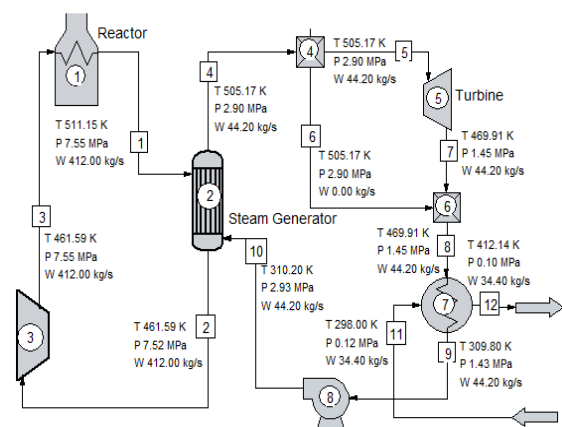 Reactor
1
T 511.15 K
P 7.55 MPa
W 412.00 kg/s
1
3
T 461.59 K
P 7.55 MPa
W 412.00 kg/s
3
4
T 505.17 K
P 2.90 MPa
W 44.20 kg/s
2
Steam Generator
4
T 505.17 K
P 2.90 MPa
W 44.20 kg/s
5
5
Turbine
6
T 505.17 K
P 2.90 MPa
W 0.00 kg/s
7
T 469.91 K
P 1.45 MPa
W 44.20 kg/s
6
T 469.91 K
P 1.45 MPa
W 44.20 kg/s
8
T 412.14 K
P 0.10 MPa
W 34.40 kg/s
10
T 310.20 K
P 2.93 MPa
W 44.20 kg/s
7
12
T 461.59 K
P 7.52 MPa
W 412.00 kg/s
2
T 298.00 K
P 0.12 MPa
W 34.40 kg/s
11
9
T 309.80 K
P 1.43 MPa
W 44.20 kg/s
8